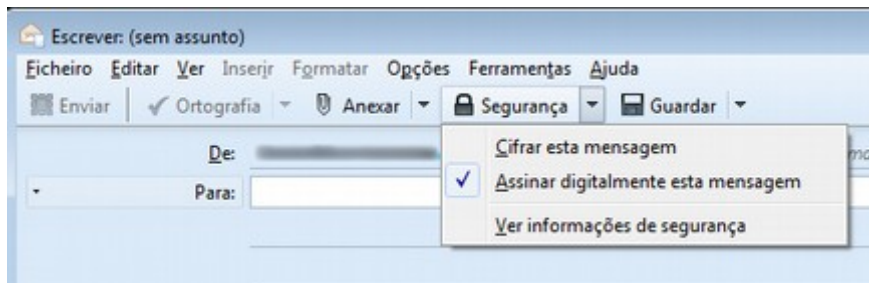 Escrever: (sem assunto)
Ficheiro Editar Ver Inserir Formatar Opções Ferramentas Ajuda
Enviar Ortografia Anexar Segurança Guardar
De:
Cifrar esta mensagem
Para:
Assinar digitalmente esta mensagem
Ver informações de segurança